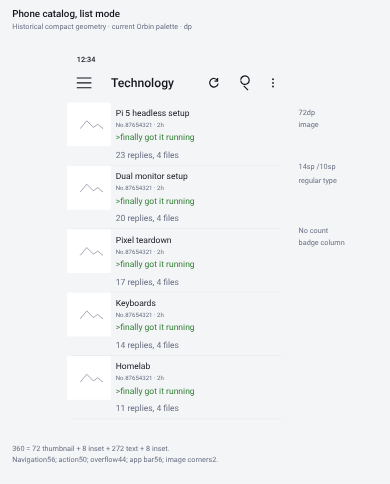 Phone catalog, list mode
Historical compact geometry · current Orbin palette · dp
12:34
Technology
Pi 5 headless setup
No.87654321 · 2h
>finally got it running
23 replies, 4 files
72dp
image
Dual monitor setup
No.87654321 · 2h
>finally got it running
20 replies, 4 files
14sp /10sp
regular type
Pixel teardown
No.87654321 · 2h
>finally got it running
17 replies, 4 files
No count
badge column
Keyboards
No.87654321 · 2h
>finally got it running
14 replies, 4 files
Homelab
No.87654321 · 2h
>finally got it running
11 replies, 4 files
360 = 72 thumbnail + 8 inset + 272 text + 8 inset.
Navigation56; action50; overflow44; app bar56; image corners2.